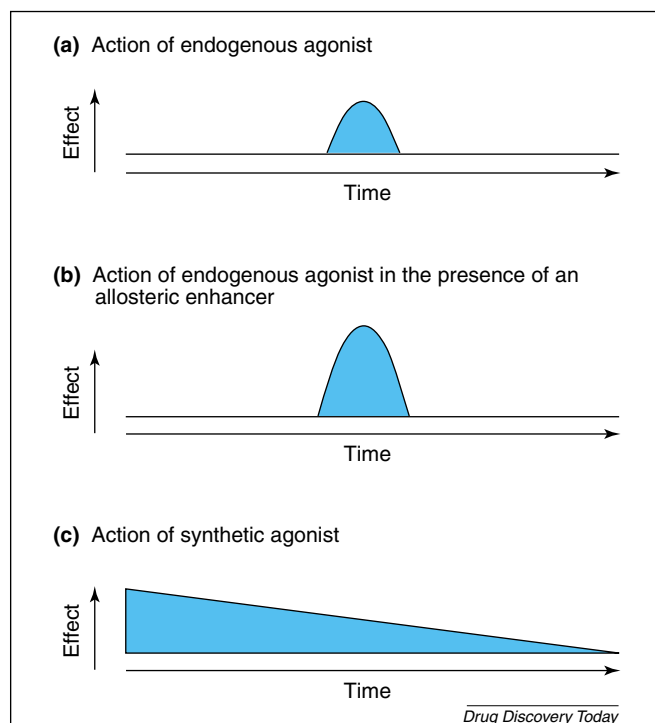 (a) Action of endogenous agonist
Effect
Time
(b) Action of endogenous agonist in the presence of an
allosteric enhancer
Effect
Time
(c) Action of synthetic agonist
Effect
Time
Drug Discovery Today